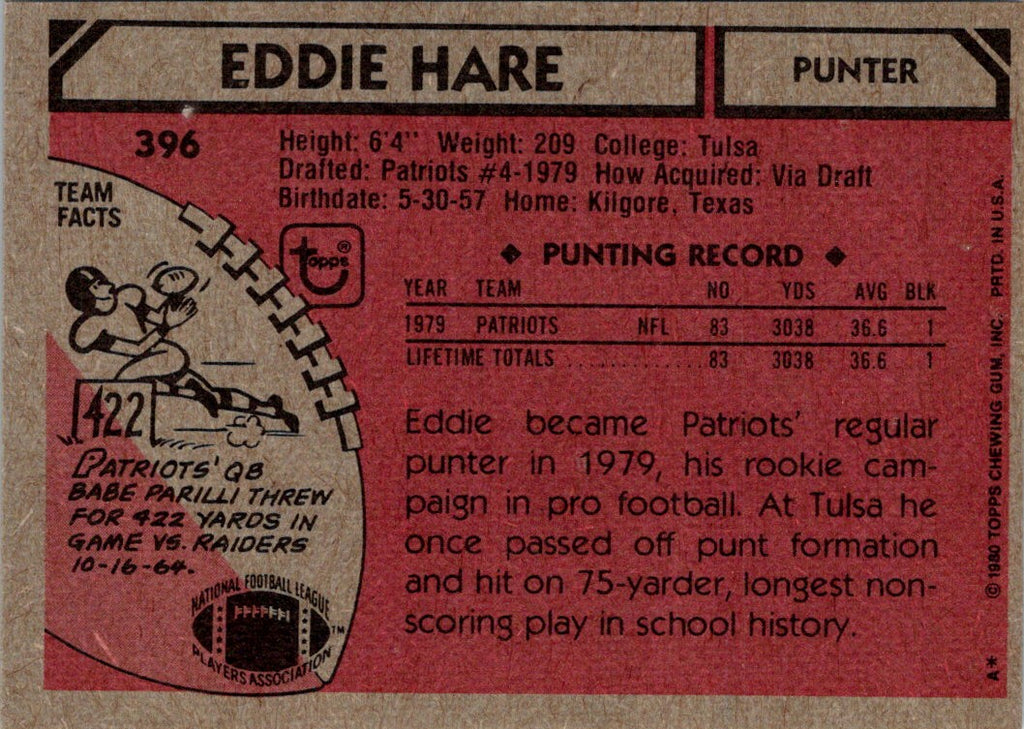 EDDIE HARE
PUNTER
396
Height: 6'4" Weight: 209 College: Tulsa
Drafted: Patriots #4-1979 How Acquired: Via Draft
Birthdate: 5-30-57 Home: Kilgore, Texas
TEAM
FACTS
topps®
◆ PUNTING RECORD ◆
YEAR TEAM NO YDS AVG BLK
1979 PATRIOTS NFL 83 3038 36.6 1
LIFETIME TOTALS .............. 83 3038 36.6 1
422
PATRIOTS' QB
BABE PARILLI THREW
FOR 422 YARDS IN
GAME VS. RAIDERS
10-16-64.
Eddie became Patriots' regular
punter in 1979, his rookie cam-
paign in pro football. At Tulsa he
once passed off punt formation
and hit on 75-yarder, longest non-
scoring play in school history.
NATIONAL FOOTBALL LEAGUE
PLAYERS ASSOCIATION
™
A* © 1980 TOPPS CHEWING GUM, INC. PRTD. IN U.S.A.